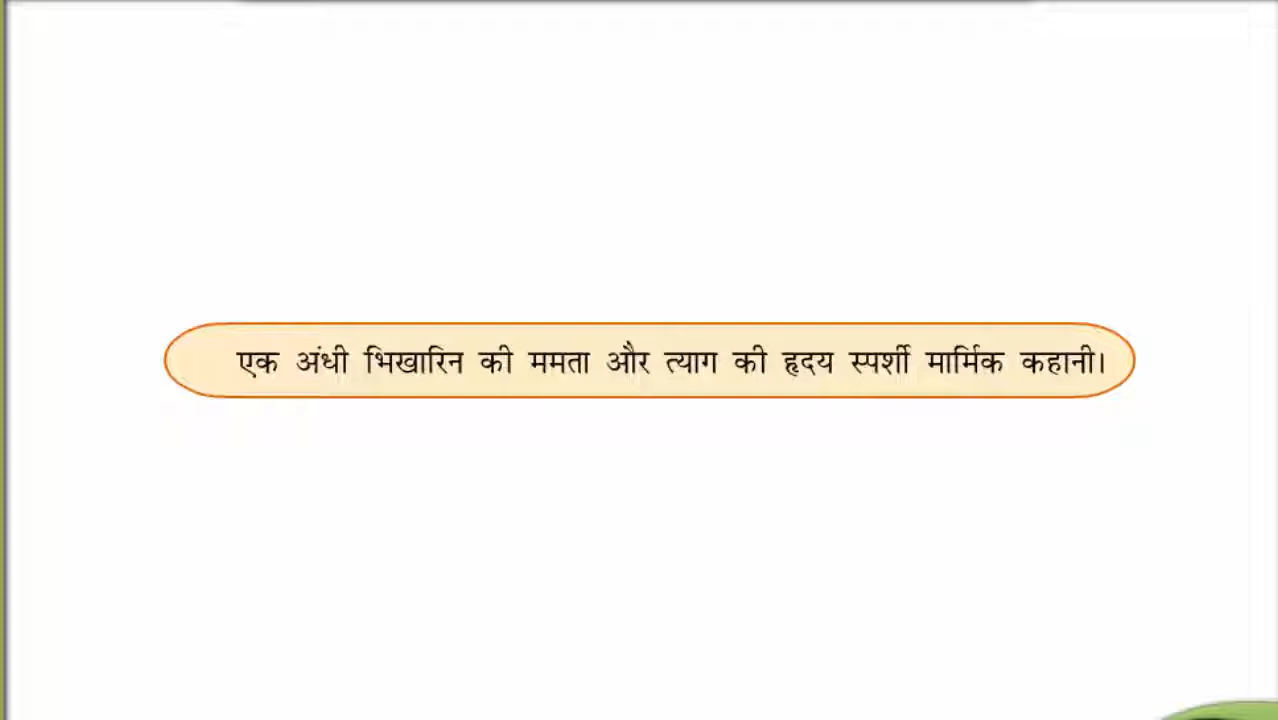 एक अंधी भिखारिन की ममता और त्याग की हृदय स्पर्शी मार्मिक कहानी।